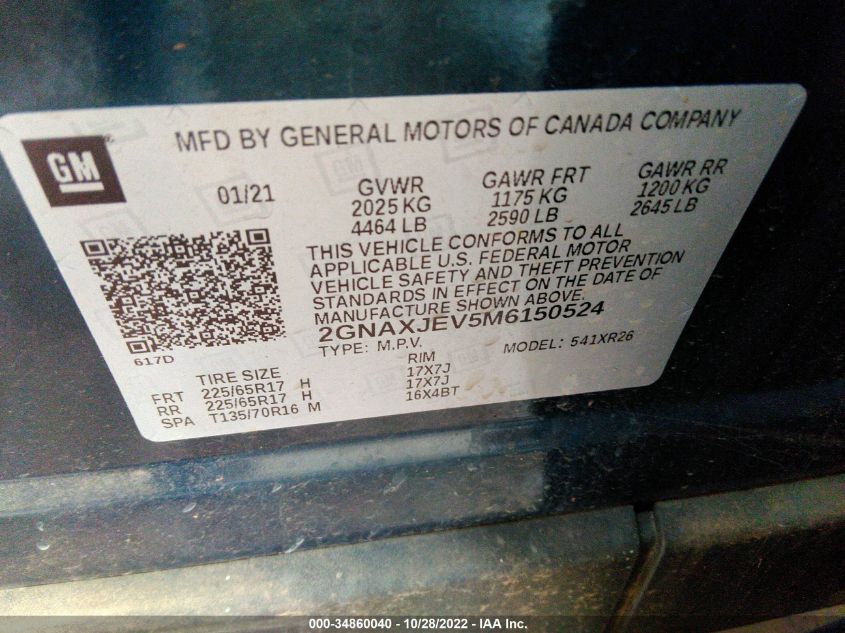 MFD BY GENERAL MOTORS OF CANADA COMPANY
GM
01/21
GVWR
2025 KG
4464 LB
GAWR FRT
1175 KG
2590 LB
GAWR RR
1200 KG
2645 LB
THIS VEHICLE CONFORMS TO ALL
APPLICABLE U.S. FEDERAL MOTOR
VEHICLE SAFETY AND THEFT PREVENTION
STANDARDS IN EFFECT ON THE DATE OF
MANUFACTURE SHOWN ABOVE.
2GNAXJEV5M6150524
TYPE: M.P.V. MODEL: 541XR26
617D
TIRE SIZE RIM
FRT 225/65R17 H 17X7J
RR 225/65R17 H 17X7J
SPA T135/70R16 M 16X4BT
000-34860040 - 10/28/2022 - IAA Inc.